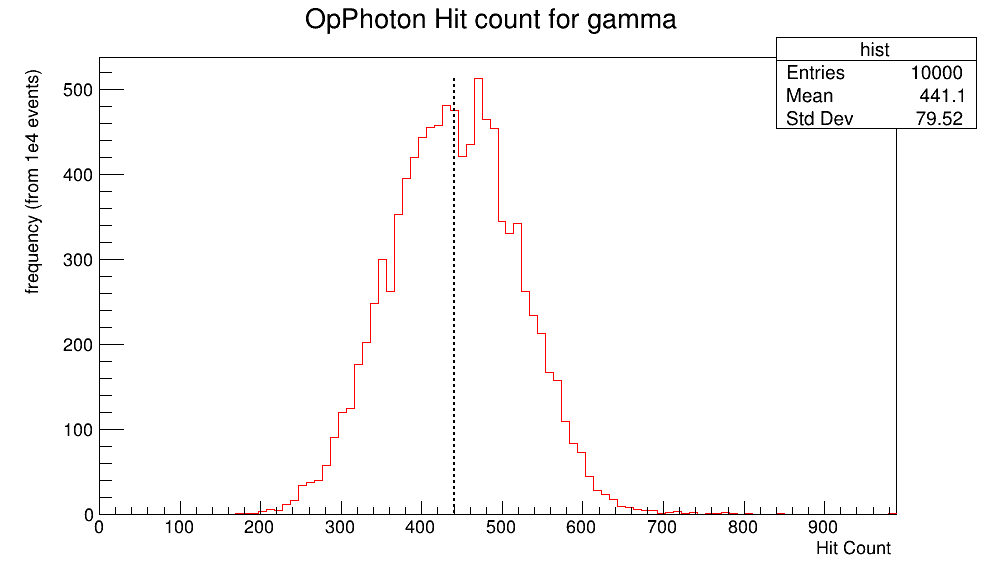 OpPhoton Hit count for gamma
hist
Entries 10000
Mean 441.1
Std Dev 79.52
frequency (from 1e4 events)
500
400
300
200
100
0
0 100 200 300 400 500 600 700 800 900
Hit Count